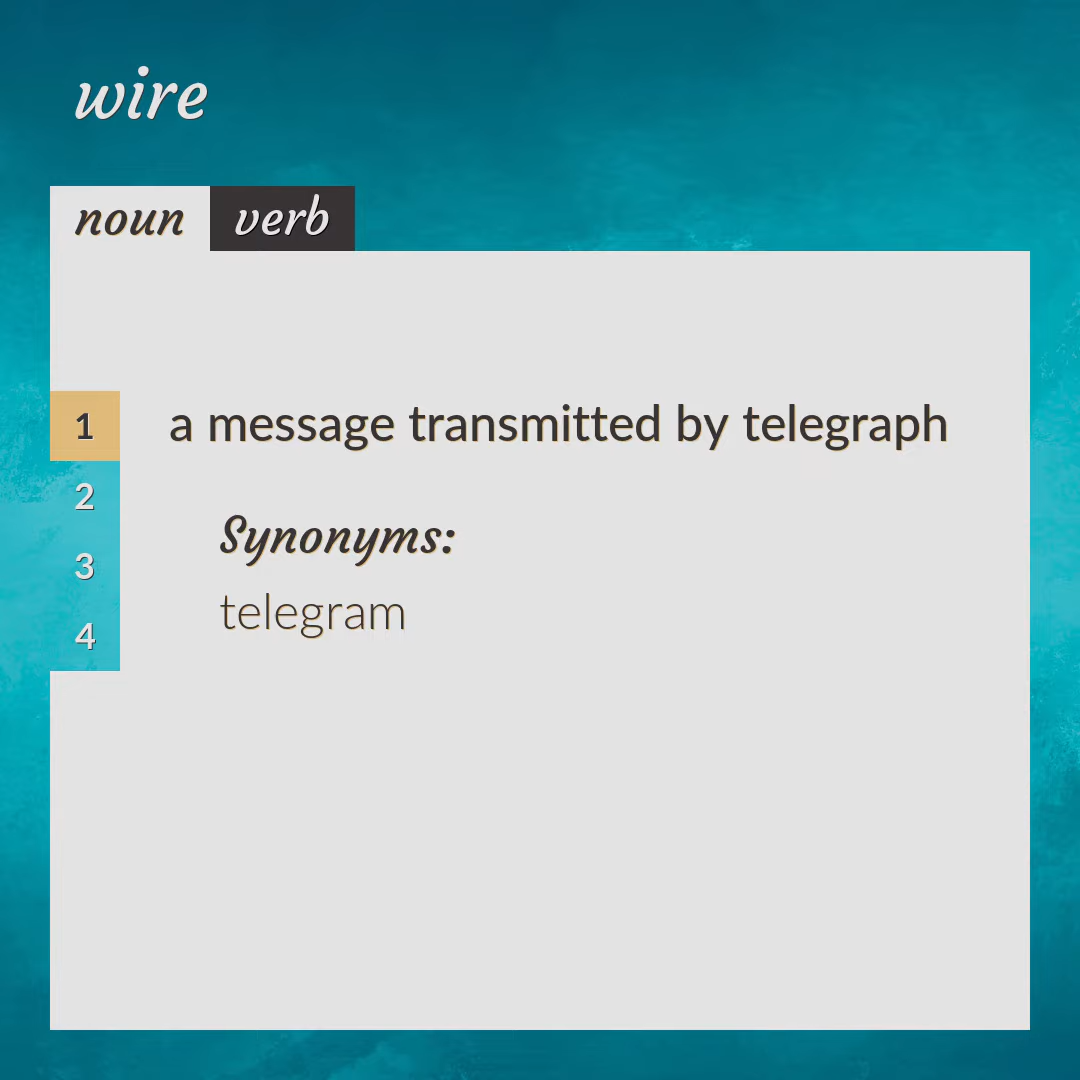 wire
noun verb
1 a message transmitted by telegraph
2
Synonyms:
3
telegram
4